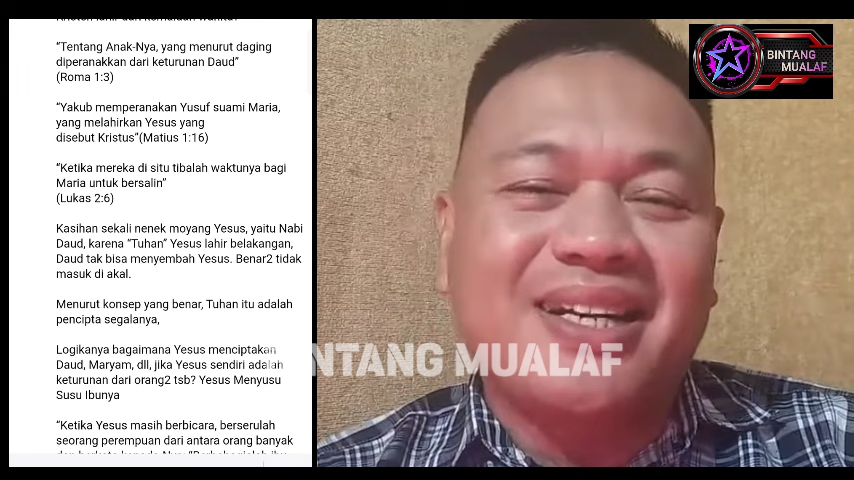 “Tentang Anak-Nya, yang menurut daging
diperanakkan dari keturunan Daud”
(Roma 1:3)
“Yakub memperanakan Yusuf suami Maria,
yang melahirkan Yesus yang
disebut Kristus”(Matius 1:16)
“Ketika mereka di situ tibalah waktunya bagi
Maria untuk bersalin”
(Lukas 2:6)
Kasihan sekali nenek moyang Yesus, yaitu Nabi
Daud, karena “Tuhan” Yesus lahir belakangan,
Daud tak bisa menyembah Yesus. Benar2 tidak
masuk di akal.
Menurut konsep yang benar, Tuhan itu adalah
pencipta segalanya,
Logikanya bagaimana Yesus menciptakan
Daud, Maryam, dll, jika Yesus sendiri adalah
keturunan dari orang2 tsb? Yesus Menyusu
Susu Ibunya
“Ketika Yesus masih berbicara, berserulah
seorang perempuan dari antara orang banyak
BINTANG
MUALAF
BINTANG MUALAF